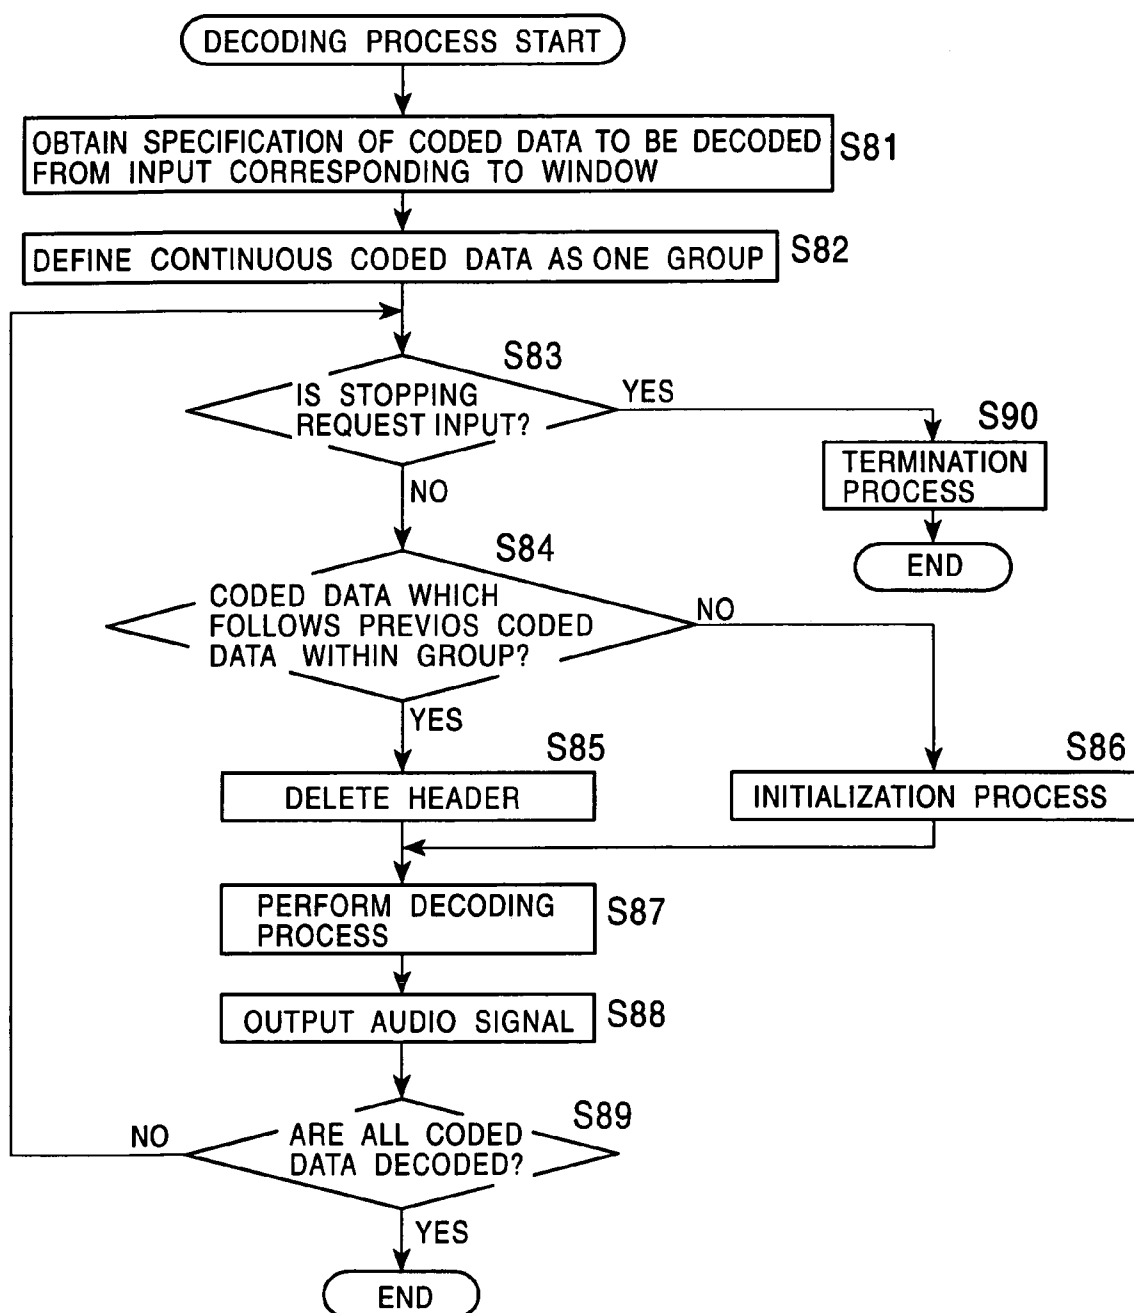 DECODING PROCESS START
OBTAIN SPECIFICATION OF CODED DATA TO BE DECODED
FROM INPUT CORRESPONDING TO WINDOW
S81
DEFINE CONTINUOUS CODED DATA AS ONE GROUP
S82
S83
IS STOPPING
REQUEST INPUT?
YES
S90
TERMINATION
PROCESS
NO
END
S84
CODED DATA WHICH
FOLLOWS PREVIOS CODED
DATA WITHIN GROUP?
NO
YES
S85
DELETE HEADER
S86
INITIALIZATION PROCESS
PERFORM DECODING
PROCESS
S87
OUTPUT AUDIO SIGNAL
S88
S89
ARE ALL CODED
DATA DECODED?
NO
YES
END